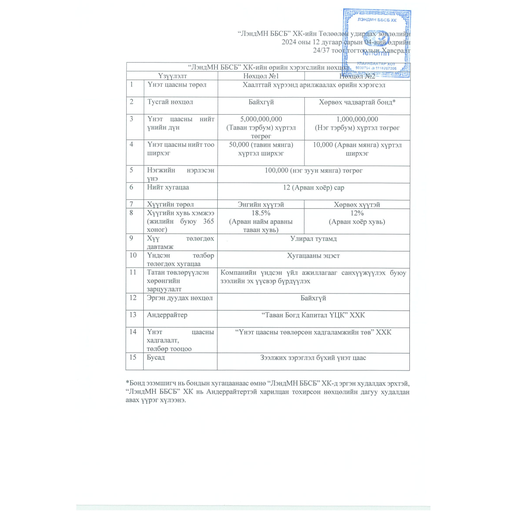 ЛЭНДМН ББСБ ХК
"ЛэндМН ББСБ" ХК-ийн Төлөөлөн удирдах зөвлөлийн
2024 оны 12 дугаар сарын
24/37 тоот тогтоолын Хавсралт
"ЛэндМН ББСБ" ХК-ийн өрийн хэрэгслийн нөхцөл
Үзүүлэлт Нөхцөл №1 Нөхцөл №2
1 Үнэт цаасны төрөл Хаалттай хүрээнд арилжаалах өрийн хэрэгсэл
2 Тусгай нөхцөл Байхгүй Хөрвөх чадвартай бонд*
3 Үнэт цаасны нийт 5,000,000,000 1,000,000,000
үнийн дүн (Таван тэрбум) хүртэл (Нэг тэрбум) хүртэл төгрөг
төгрөг
4 Үнэт цаасны нийт тоо 50,000 (тавин мянга) 10,000 (Арван мянга) хүртэл
ширхэг хүртэл ширхэг ширхэг
5 Нэгжийн нэрлэсэн 100,000 (нэг зуун мянга) төгрөг
үнэ
6 Нийт хугацаа 12 (Арван хоёр) сар
7 Хүүгийн төрөл Энгийн хүүтэй Хөрвөх хүүтэй
8 Хүүгийн хувь хэмжээ 18.5% 12%
(жилийн буюу 365 (Арван найм аравны (Арван хоёр хувь)
хоног) таван хувь)
9 Хүү төлөгдөх Улирал тутамд
давтамж
10 Үндсэн төлбөр Хугацааны эцэст
төлөгдөх хугацаа
11 Татан төвлөрүүлсэн Компанийн үндсэн үйл ажиллагааг санхүүжүүлэх буюу
хөрөнгийн зээлийн эх үүсвэр бүрдүүлэх
зарцуулалт
12 Эргэн дуудах нөхцөл Байхгүй
13 Андеррайтер "Таван Богд Капитал ҮЦК" ХХК
14 Үнэт цаасны "Үнэт цаасны төвлөрсөн хадгаламжийн төв" ХХК
хадгалалт,
төлбөр тооцоо
15 Бусад Зээлжих зэрэглэл бүхий үнэт цаас
*Бонд эзэмшигч нь бондын хугацаанаас өмнө "ЛэндМН ББСБ" ХК-д эргэн худалдах эрхтэй,
"ЛэндМН ББСБ" ХК нь Андеррайтертэй харилцан тохирсон нөхцөлийн дагуу худалдан
авах үүрэг хүлээнэ.